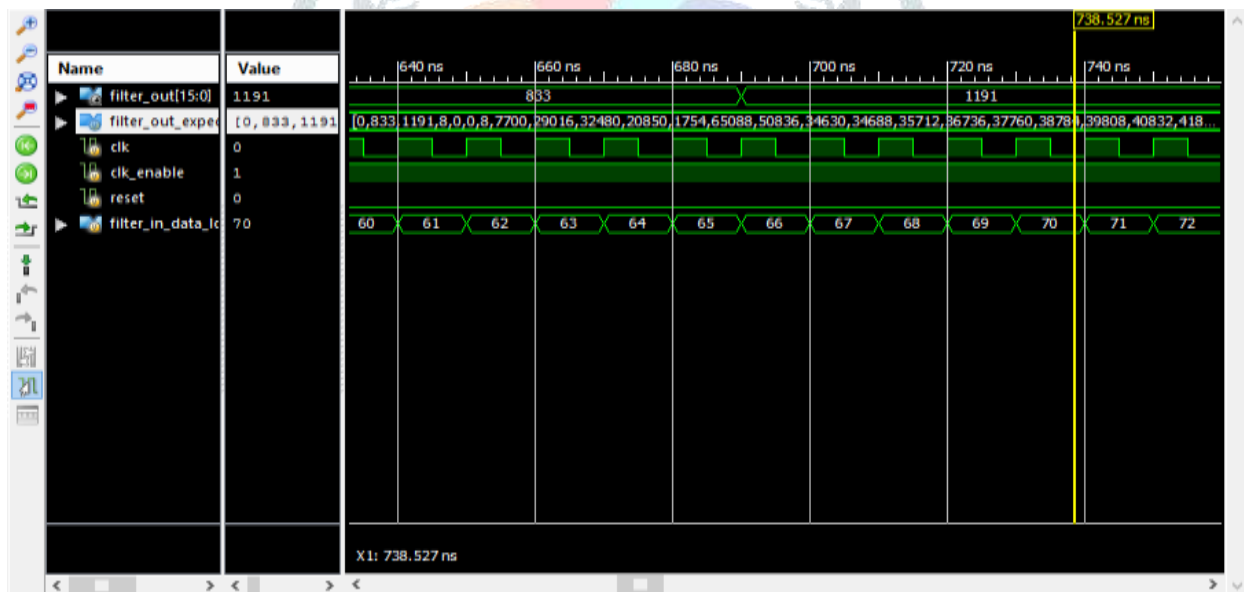 738.527 ns
Name Value
640 ns 660 ns 680 ns 700 ns 720 ns 740 ns
filter_out[15:0] 1191 833 1191
filter_out_expec [0,833,1191 [0,833,1191,8,0,0,8,7700,29016,32480,20850,1754,65088,50836,34630,34688,35712,36736,37760,38784,39808,40832,418...
clk 0
clk_enable 1
reset 0
filter_in_data_lo 70 60 61 62 63 64 65 66 67 68 69 70 71 72
X1: 738.527 ns